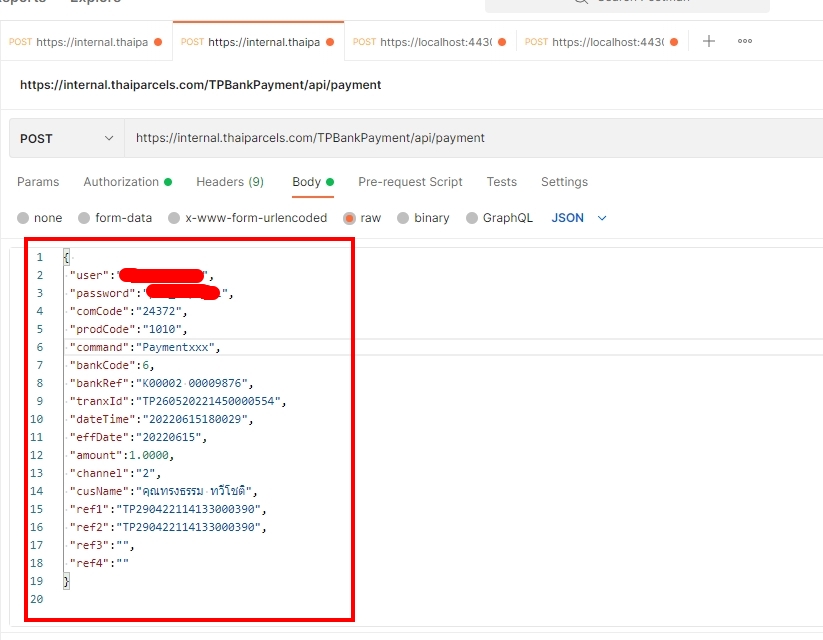 Explore
Search Postman
POST https://internal.thaipa POST https://internal.thaipa POST https://localhost:443( POST https://localhost:443(
https://internal.thaiparcels.com/TPBankPayment/api/payment
POST https://internal.thaiparcels.com/TPBankPayment/api/payment
Params Authorization Headers (9) Body Pre-request Script Tests Settings
none form-data x-www-form-urlencoded raw binary GraphQL JSON
1 {
2 "user":"",
3 "password":"",
4 "comCode":"24372",
5 "prodCode":"1010",
6 "command":"Paymentxxx",
7 "bankCode":6,
8 "bankRef":"K00002 00009876",
9 "tranxId":"TP260520221450000554",
10 "dateTime":"20220615180029",
11 "effDate":"20220615",
12 "amount":1.0000,
13 "channel":"2",
14 "cusName":"คุณทรงธรรม ทวีโชติ",
15 "ref1":"TP290422114133000390",
16 "ref2":"TP290422114133000390",
17 "ref3":"",
18 "ref4":""
19 }
20